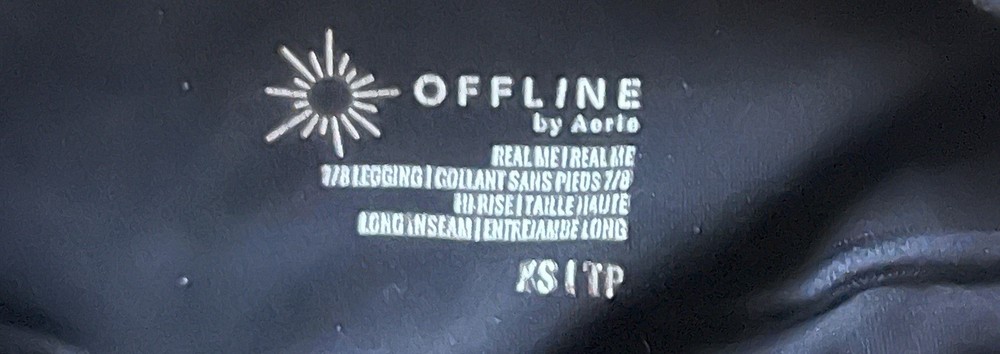 OFFLINE
by Aerie
REAL ME | REAL ME
7/8 LEGGING | COLLANT SANS PIEDS 7/8
HI-RISE | TAILLE HAUTE
LONG INSEAM | ENTREJAMBE LONG
XS | TP